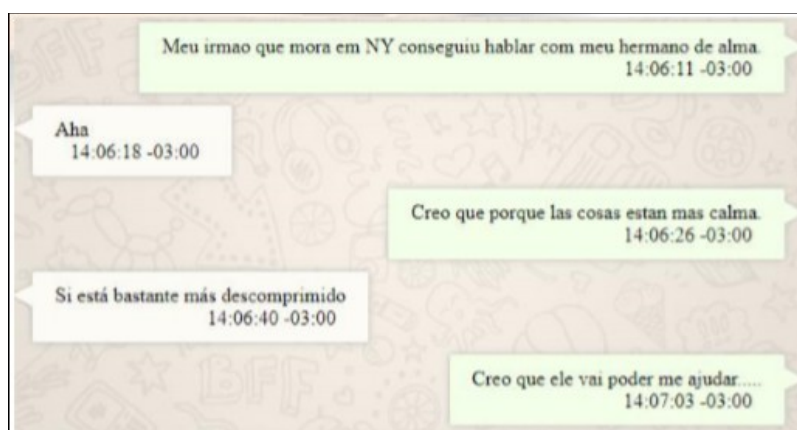 Meu irmao que mora em NY conseguiu hablar com meu hermano de alma.
14:06:11 -03:00
Aha
14:06:18 -03:00
Creo que porque las cosas estan mas calma.
14:06:26 -03:00
Si está bastante más descomprimido
14:06:40 -03:00
Creo que ele vai poder me ajudar.....
14:07:03 -03:00
BFF
BFF